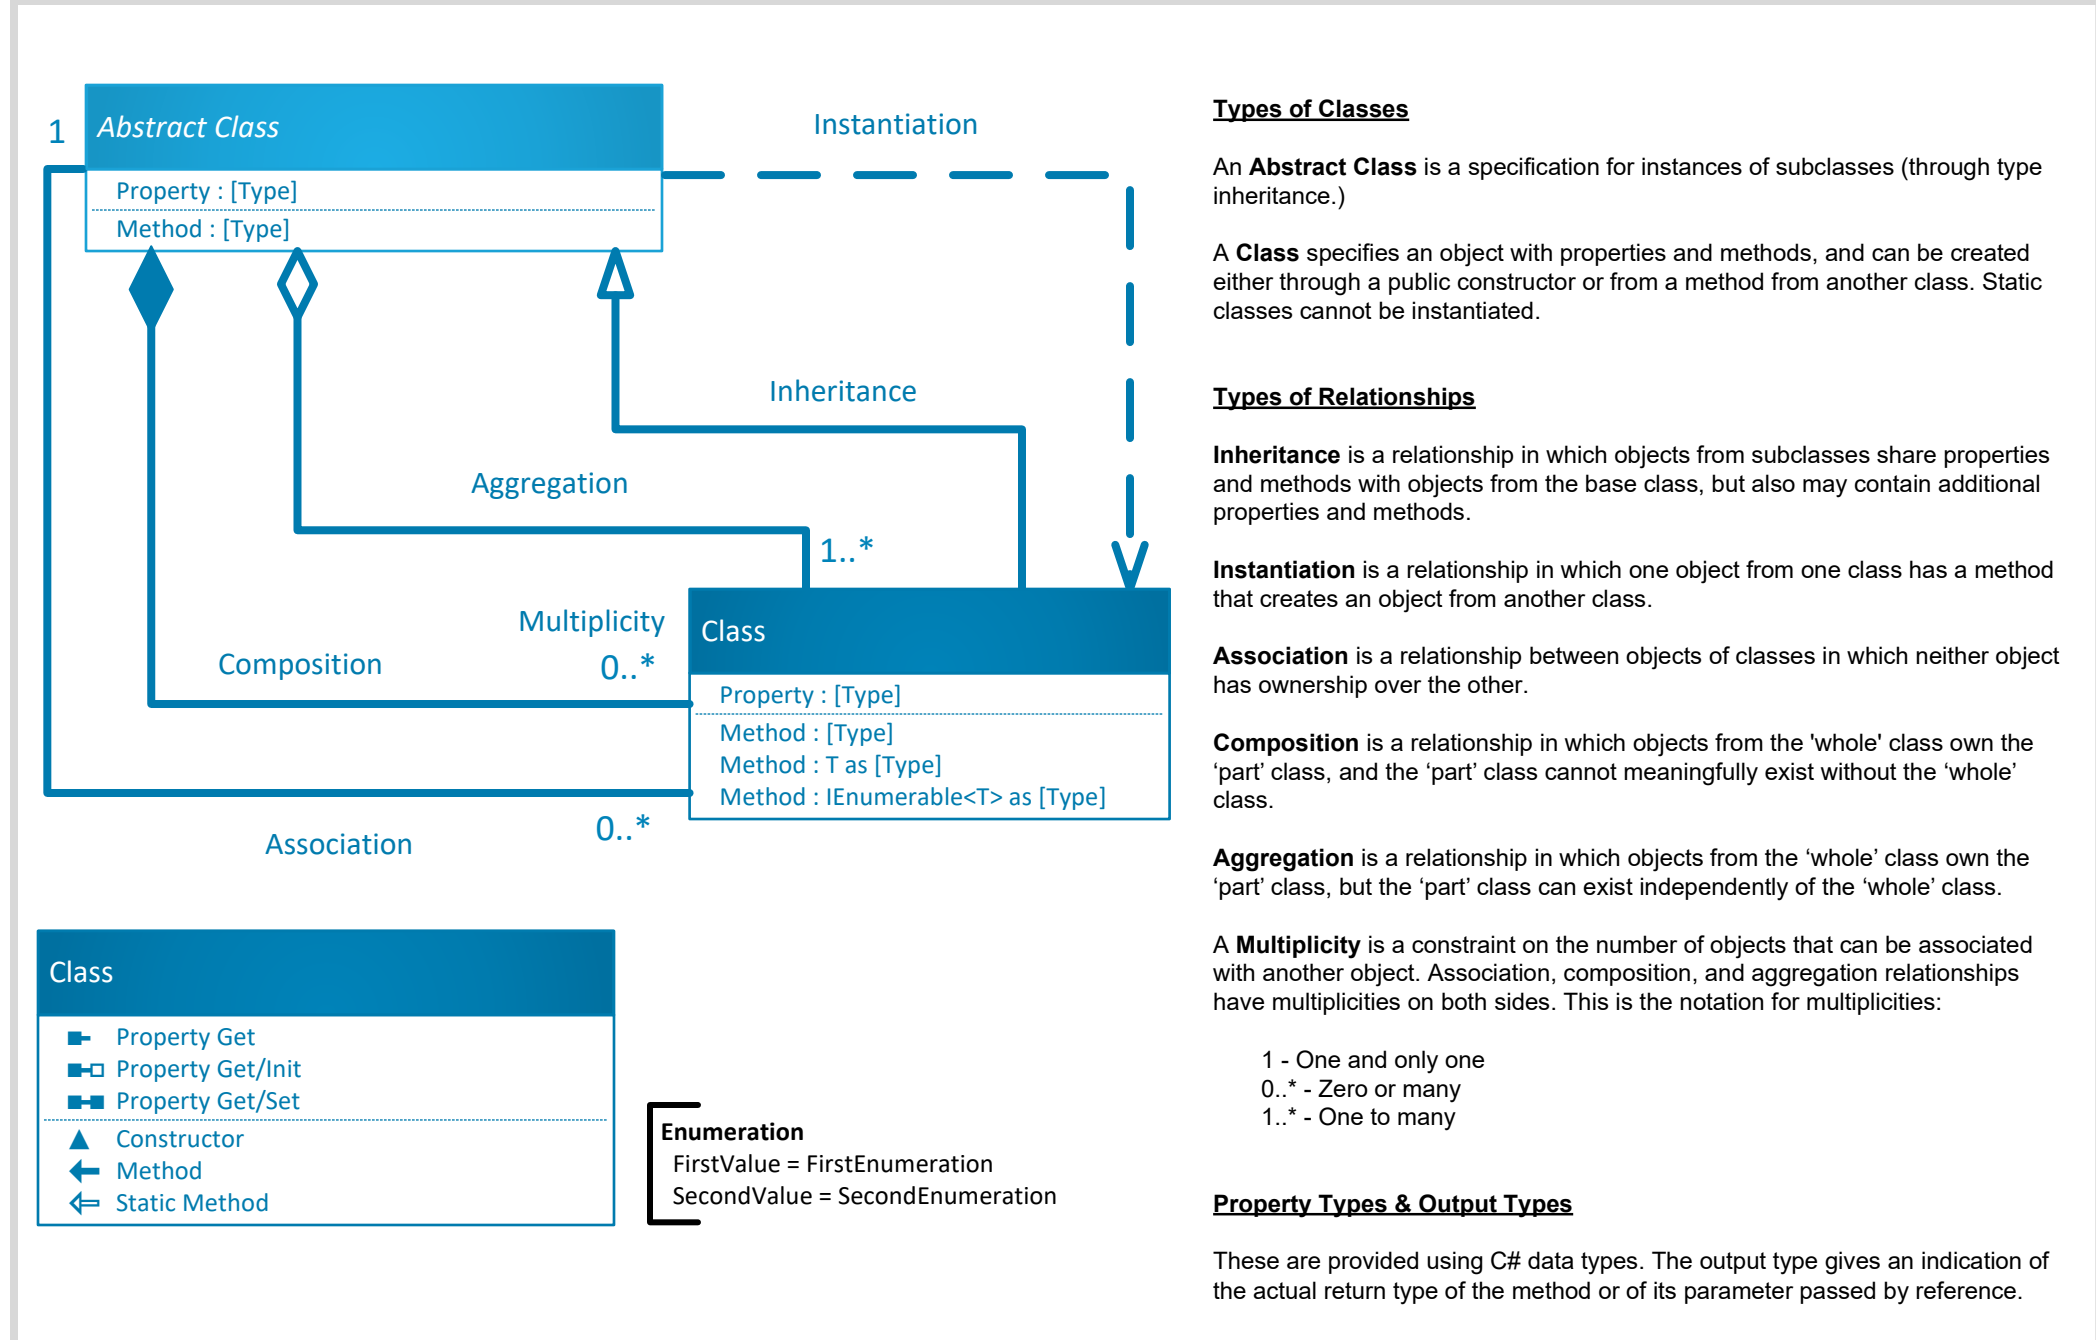 1
Abstract Class
Property : [Type]
Method : [Type]
Instantiation
Inheritance
Aggregation
1..*
Multiplicity
0..*
Composition
Class
Property : [Type]
Method : [Type]
Method : T as [Type]
Method : IEnumerable<T> as [Type]
0..*
Association
Class
Property Get
Property Get/Init
Property Get/Set
Constructor
Method
Static Method
Enumeration
FirstValue = FirstEnumeration
SecondValue = SecondEnumeration
Types of Classes
An Abstract Class is a specification for instances of subclasses (through type
inheritance.)
A Class specifies an object with properties and methods, and can be created
either through a public constructor or from a method from another class. Static
classes cannot be instantiated.
Types of Relationships
Inheritance is a relationship in which objects from subclasses share properties
and methods with objects from the base class, but also may contain additional
properties and methods.
Instantiation is a relationship in which one object from one class has a method
that creates an object from another class.
Association is a relationship between objects of classes in which neither object
has ownership over the other.
Composition is a relationship in which objects from the 'whole' class own the
‘part’ class, and the ‘part’ class cannot meaningfully exist without the ‘whole’
class.
Aggregation is a relationship in which objects from the ‘whole’ class own the
‘part’ class, but the ‘part’ class can exist independently of the ‘whole’ class.
A Multiplicity is a constraint on the number of objects that can be associated
with another object. Association, composition, and aggregation relationships
have multiplicities on both sides. This is the notation for multiplicities:
1 - One and only one
0..* - Zero or many
1..* - One to many
Property Types & Output Types
These are provided using C# data types. The output type gives an indication of
the actual return type of the method or of its parameter passed by reference.